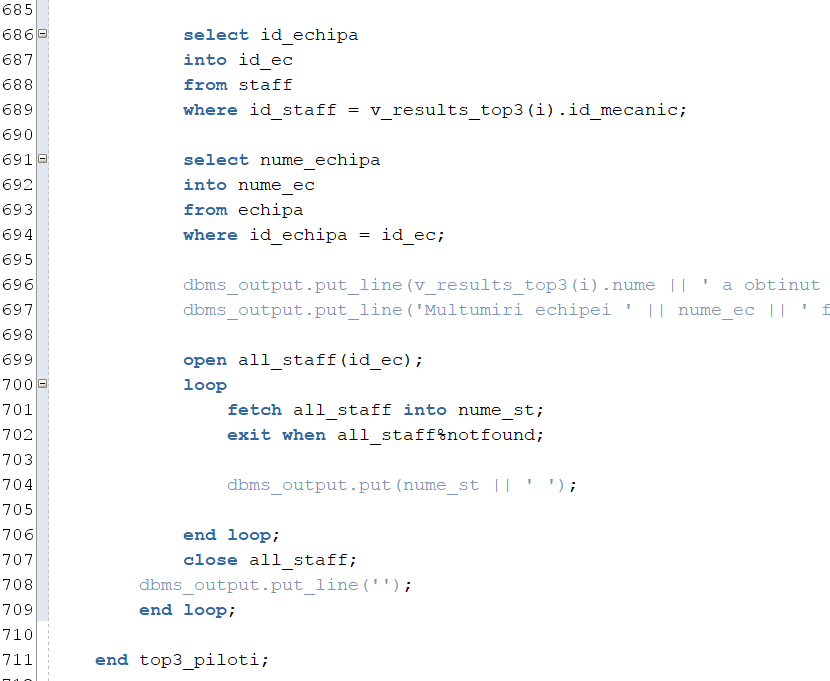 685
686 select id_echipa
687 into id_ec
688 from staff
689 where id_staff = v_results_top3(i).id_mecanic;
690
691 select nume_echipa
692 into nume_ec
693 from echipa
694 where id_echipa = id_ec;
695
696 dbms_output.put_line(v_results_top3(i).nume || ' a obtinut
697 dbms_output.put_line('Multumiri echipei ' || nume_ec || ' f
698
699 open all_staff(id_ec);
700 loop
701 fetch all_staff into nume_st;
702 exit when all_staff%notfound;
703
704 dbms_output.put(nume_st || ' ');
705
706 end loop;
707 close all_staff;
708 dbms_output.put_line('');
709 end loop;
710
711 end top3_piloti;